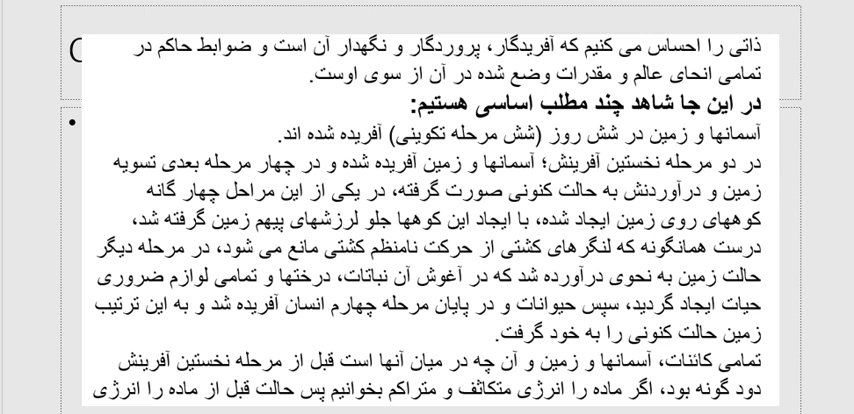 ذاتی را احساس می کنیم که آفریدگار، پروردگار و نگهدار آن است و ضوابط حاکم در
تمامی انحای عالم و مقدرات وضع شده در آن از سوی اوست.
در این جا شاهد چند مطلب اساسی هستیم:
آسمانها و زمین در شش روز (شش مرحله تکوینی) آفریده شده اند.
در دو مرحله نخستین آفرینش؛ آسمانها و زمین آفریده شده و در چهار مرحله بعدی تسویه
زمین و درآوردنش به حالت کنونی صورت گرفته، در یکی از این مراحل چهار گانه
کوههای روی زمین ایجاد شده، با ایجاد این کوهها جلو لرزشهای پیهم زمین گرفته شد،
درست همانگونه که لنگرهای کشتی از حرکت نامنظم کشتی مانع می شود، در مرحله دیگر
حالت زمین به نحوی درآورده شد که در آغوش آن نباتات، درختها و تمامی لوازم ضروری
حیات ایجاد گردید، سپس حیوانات و در پایان مرحله چهارم انسان آفریده شد و به این ترتیب
زمین حالت کنونی را به خود گرفت.
تمامی کائنات، آسمانها و زمین و آن چه در میان آنها است قبل از مرحله نخستین آفرینش
دود گونه بود، اگر ماده را انرژی متکاثف و متراکم بخوانیم پس حالت قبل از ماده را انرژی